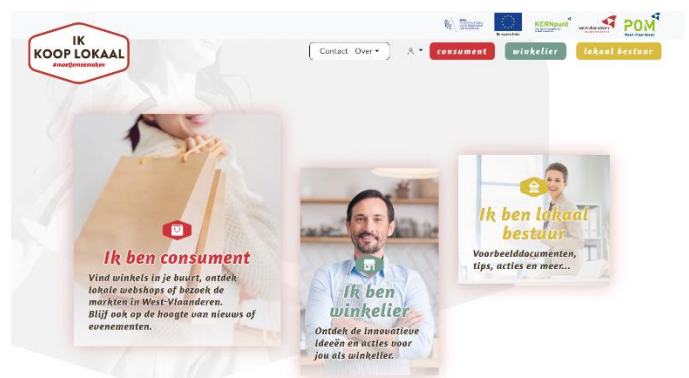 IK
KOOP LOKAAL
#moetjemeemaken
KERNpunt
POM
West-Vlaanderen
Contact Over
consument
winkelier
lokaal bestuur
Ik ben consument
Vind winkels in je buurt, ontdek
lokale webshops of bezoek de
markten in West-Vlaanderen.
Blijf ook op de hoogte van nieuws of
evenementen.
Ik ben
winkelier
Ontdek de innovatieve
ideeën en acties voor
jou als winkelier.
Ik ben lokaal
bestuur
Voorbeelddocumenten,
tips, acties en meer...